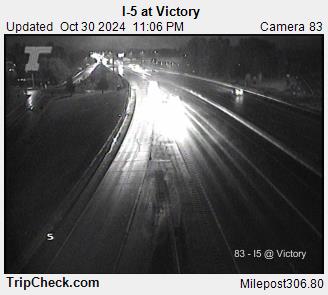 I-5 at Victory
Updated Oct 30 2024 11:06 PM Camera 83
T
S
83 - I5 @ Victory
TripCheck.com Milepost306.80